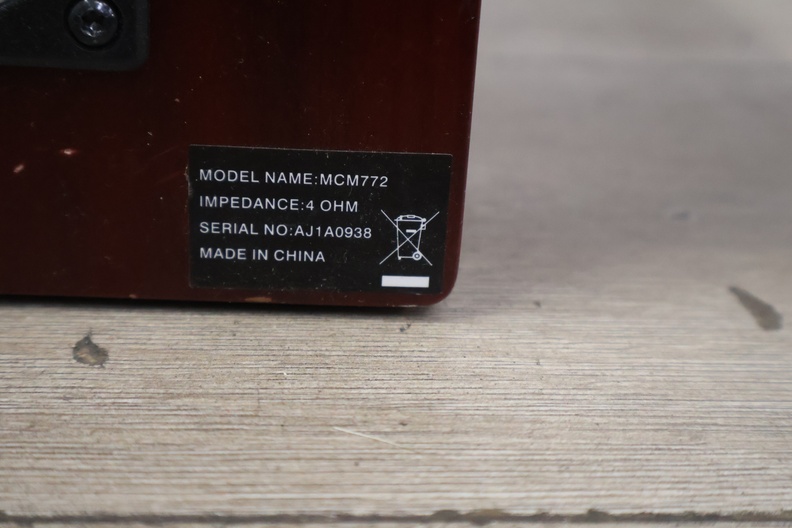 MODEL NAME:MCM772
IMPEDANCE:4 OHM
SERIAL NO:AJ1A0938
MADE IN CHINA